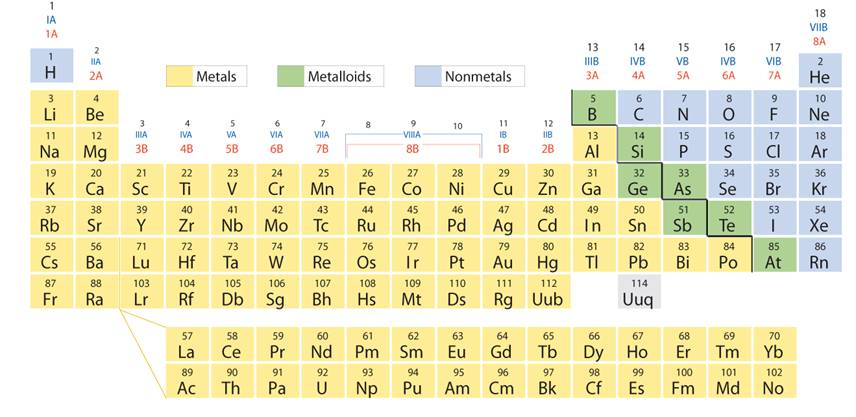 1
IA
1A
18
VIIB
8A
2
IIA
2A
13
IIIB
3A
14
IVB
4A
15
VB
5A
16
VIB
6A
17
VIIB
7A
Metals Metalloids Nonmetals
1
H
2
He
3 4 5 6 7 8 9 10
Li Be B C N O F Ne
3
IIIA
3B
4
IVA
4B
5
VA
5B
6
VIA
6B
7
VIIA
7B
8 9 10
VIIIA
8B
11
IB
1B
12
IIB
2B
11 12 13 14 15 16 17 18
Na Mg Al Si P S Cl Ar
19 20 21 22 23 24 25 26 27 28 29 30 31 32 33 34 35 36
K Ca Sc Ti V Cr Mn Fe Co Ni Cu Zn Ga Ge As Se Br Kr
37 38 39 40 41 42 43 44 45 46 47 48 49 50 51 52 53 54
Rb Sr Y Zr Nb Mo Tc Ru Rh Pd Ag Cd In Sn Sb Te I Xe
55 56 71 72 73 74 75 76 77 78 79 80 81 82 83 84 85 86
Cs Ba Lu Hf Ta W Re Os Ir Pt Au Hg Tl Pb Bi Po At Rn
87 88 103 104 105 106 107 108 109 110 111 112 114
Fr Ra Lr Rf Db Sg Bh Hs Mt Ds Rg Uub Uuq
57 58 59 60 61 62 63 64 65 66 67 68 69 70
La Ce Pr Nd Pm Sm Eu Gd Tb Dy Ho Er Tm Yb
89 90 91 92 93 94 95 96 97 98 99 100 101 102
Ac Th Pa U Np Pu Am Cm Bk Cf Es Fm Md No